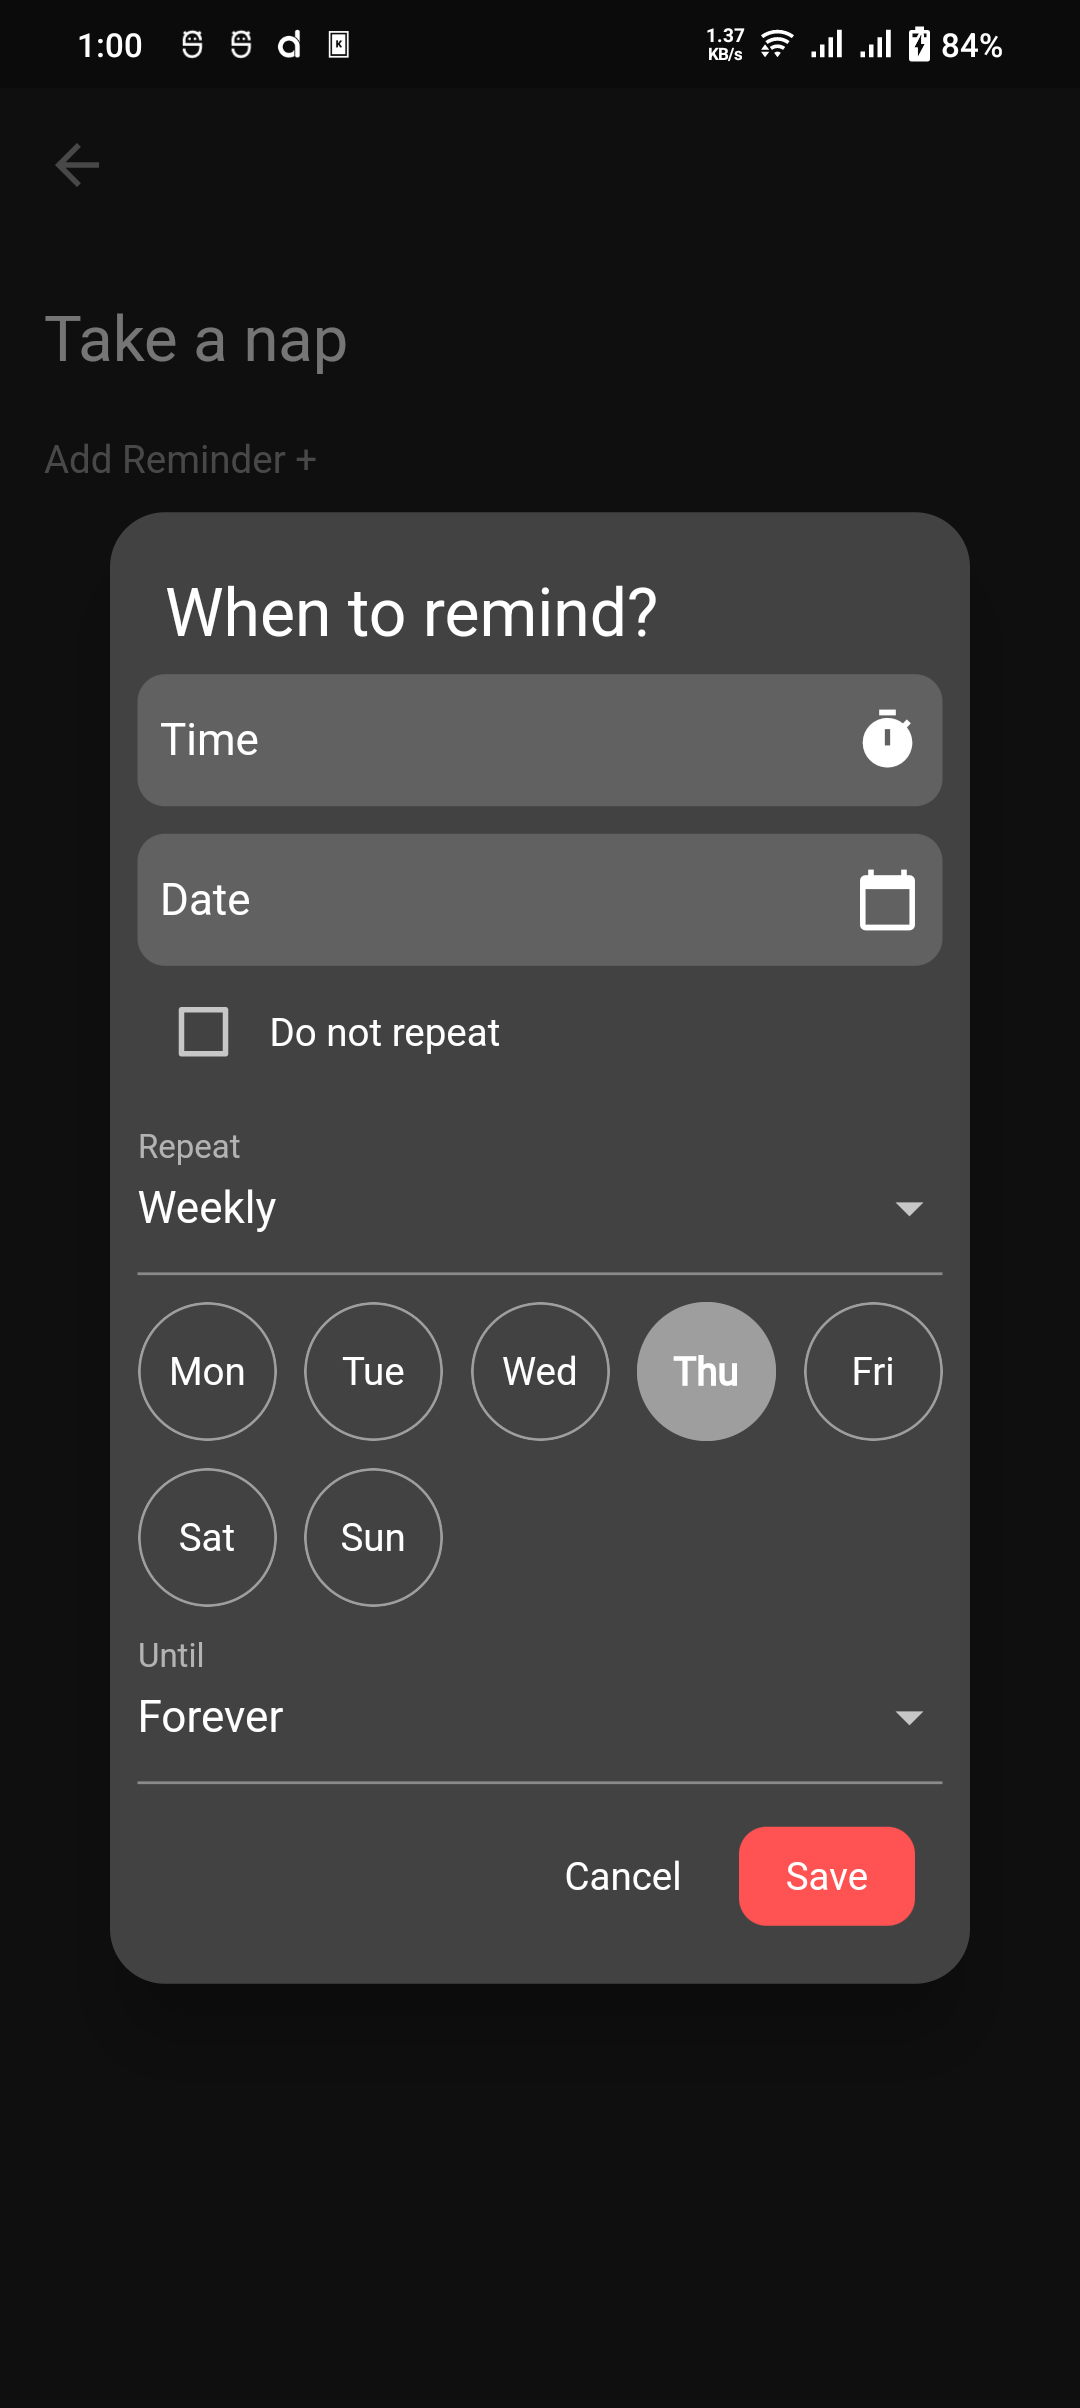 1:00 1.37 KB/s 84%
Take a nap
Add Reminder +
When to remind?
Time
Date
Do not repeat
Repeat
Weekly
Mon Tue Wed Thu Fri
Sat Sun
Until
Forever
Cancel Save